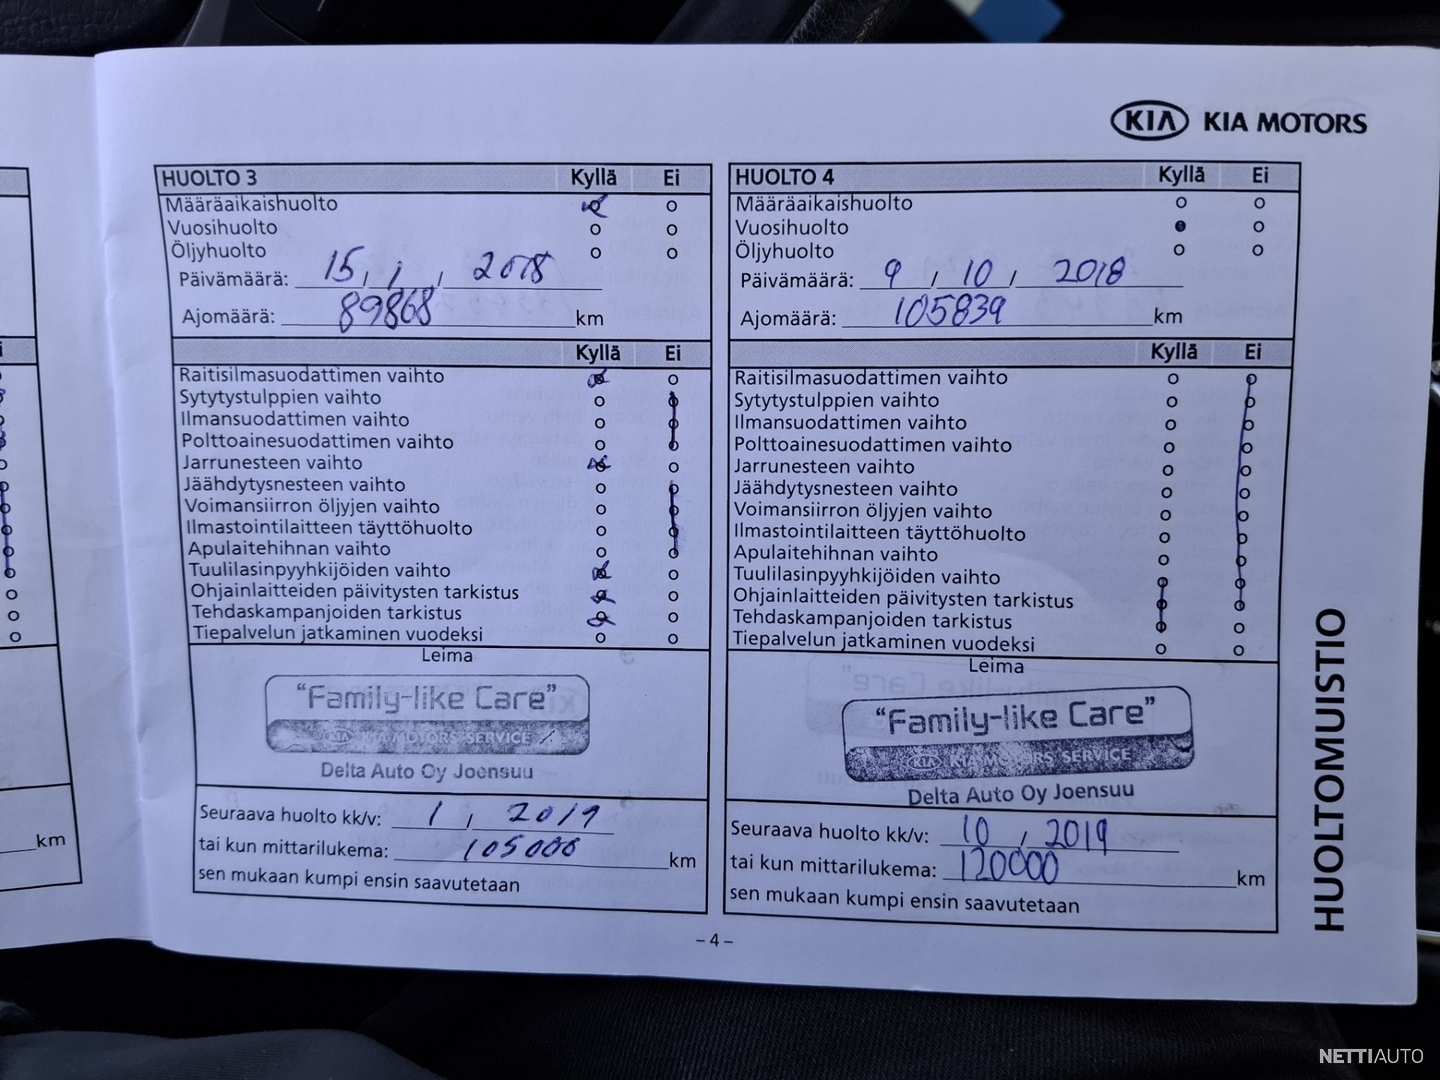 KIA KIA MOTORS
HUOLTO 3 Kyllä Ei
Määräaikaishuolto
Vuosihuolto
Öljyhuolto
Päivämäärä: 15 / 1 / 2018
Ajomäärä: 89868 km
Kyllä Ei
Raitisilmasuodattimen vaihto
Sytytystulppien vaihto
Ilmansuodattimen vaihto
Polttoainesuodattimen vaihto
Jarrunesteen vaihto
Jäähdytysnesteen vaihto
Voimansiirron öljyjen vaihto
Ilmastointilaitteen täyttöhuolto
Apulaitehihnan vaihto
Tuulilasinpyyhkijöiden vaihto
Ohjainlaitteiden päivitysten tarkistus
Tehdaskampanjoiden tarkistus
Tiepalvelun jatkaminen vuodeksi
Leima
"Family-like Care"
KIA KIA MOTORS SERVICE
Delta Auto Oy Joensuu
Seuraava huolto kk/v: 1 / 2019
tai kun mittarilukema: 105000 km
sen mukaan kumpi ensin saavutetaan
HUOLTO 4 Kyllä Ei
Määräaikaishuolto
Vuosihuolto
Öljyhuolto
Päivämäärä: 9 / 10 / 2018
Ajomäärä: 105839 km
Kyllä Ei
Raitisilmasuodattimen vaihto
Sytytystulppien vaihto
Ilmansuodattimen vaihto
Polttoainesuodattimen vaihto
Jarrunesteen vaihto
Jäähdytysnesteen vaihto
Voimansiirron öljyjen vaihto
Ilmastointilaitteen täyttöhuolto
Apulaitehihnan vaihto
Tuulilasinpyyhkijöiden vaihto
Ohjainlaitteiden päivitysten tarkistus
Tehdaskampanjoiden tarkistus
Tiepalvelun jatkaminen vuodeksi
Leima
"Family-like Care"
KIA KIA MOTORS SERVICE
Delta Auto Oy Joensuu
Seuraava huolto kk/v: 10 / 2019
tai kun mittarilukema: 120000 km
sen mukaan kumpi ensin saavutetaan
HUOLTOMUISTIO
km
– 4 –
NETTIAUTO